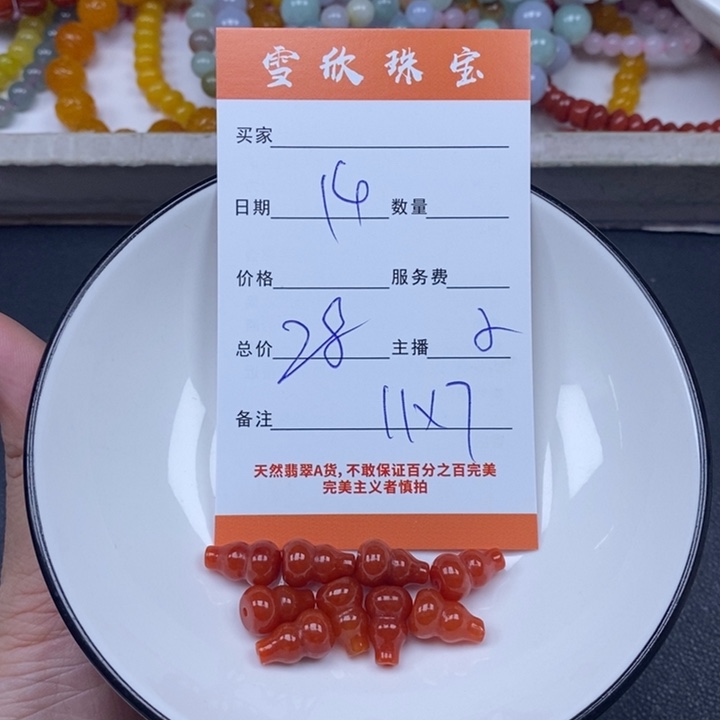 雪欣珠宝
买家
日期 14 数量
价格 服务费
总价 28 主播 2
备注 11x7
天然翡翠A货，不敢保证百分之百完美
完美主义者慎拍